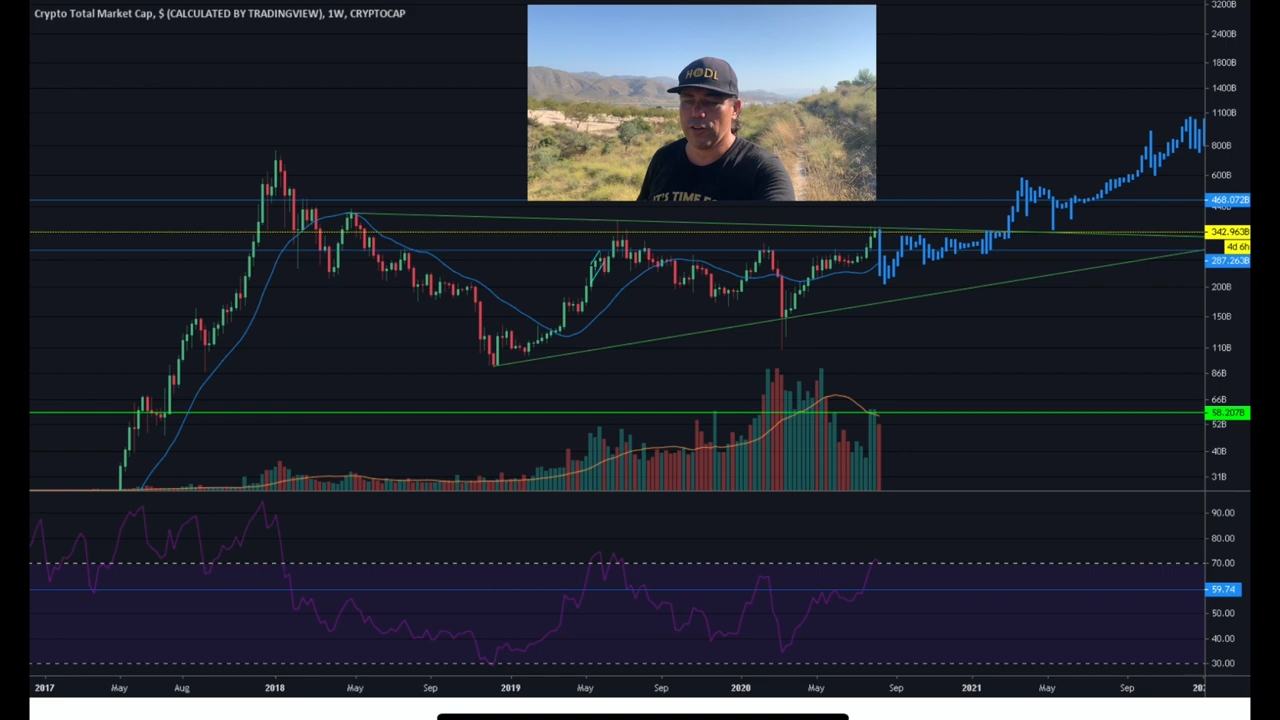 Crypto Total Market Cap, $ (CALCULATED BY TRADINGVIEW), 1W, CRYPTOCAP
HODL
IT'S TIME
3200B
2400B
1800B
1400B
1100B
800B
600B
468.072B
342.963B
4d 6h
287.263B
200B
150B
110B
86B
66B
58.207B
52B
40B
31B
90.00
80.00
70.00
59.74
50.00
40.00
30.00
2017 May Aug 2018 May Sep 2019 May Sep 2020 May Sep 2021 May Sep